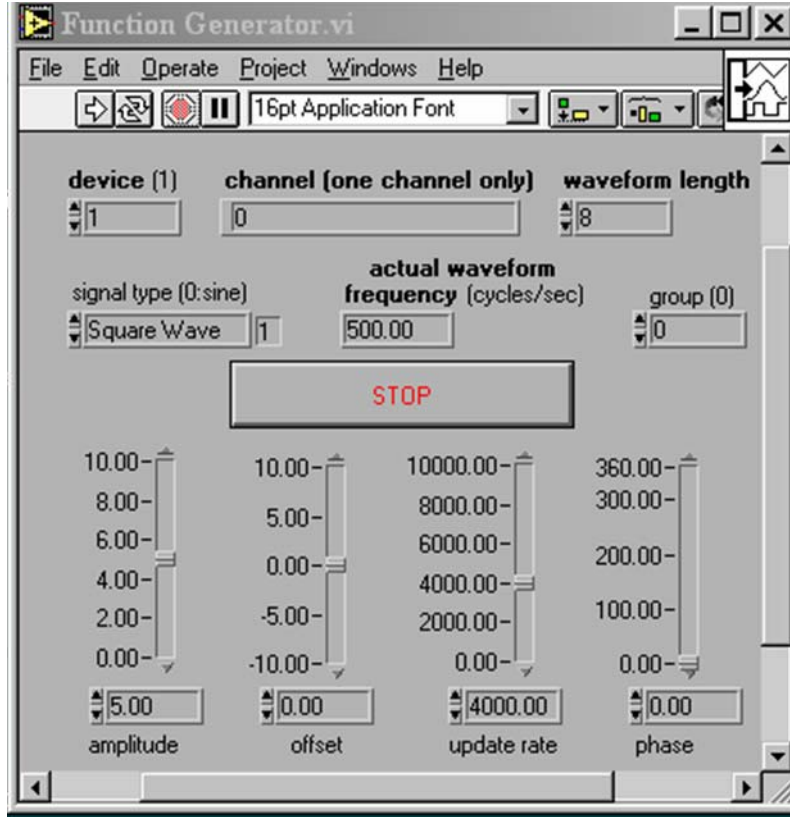 Function Generator.vi
File Edit Operate Project Windows Help
16pt Application Font
device (1) channel (one channel only) waveform length
1 0 8
actual waveform
signal type (0:sine) frequency (cycles/sec) group (0)
Square Wave 1 500.00 0
STOP
10.00 10.00 10000.00 360.00
8.00 5.00 8000.00 300.00
6.00 0.00 6000.00 200.00
4.00 -5.00 4000.00 100.00
2.00 -10.00 2000.00 0.00
0.00 0.00
5.00 0.00 4000.00 0.00
amplitude offset update rate phase